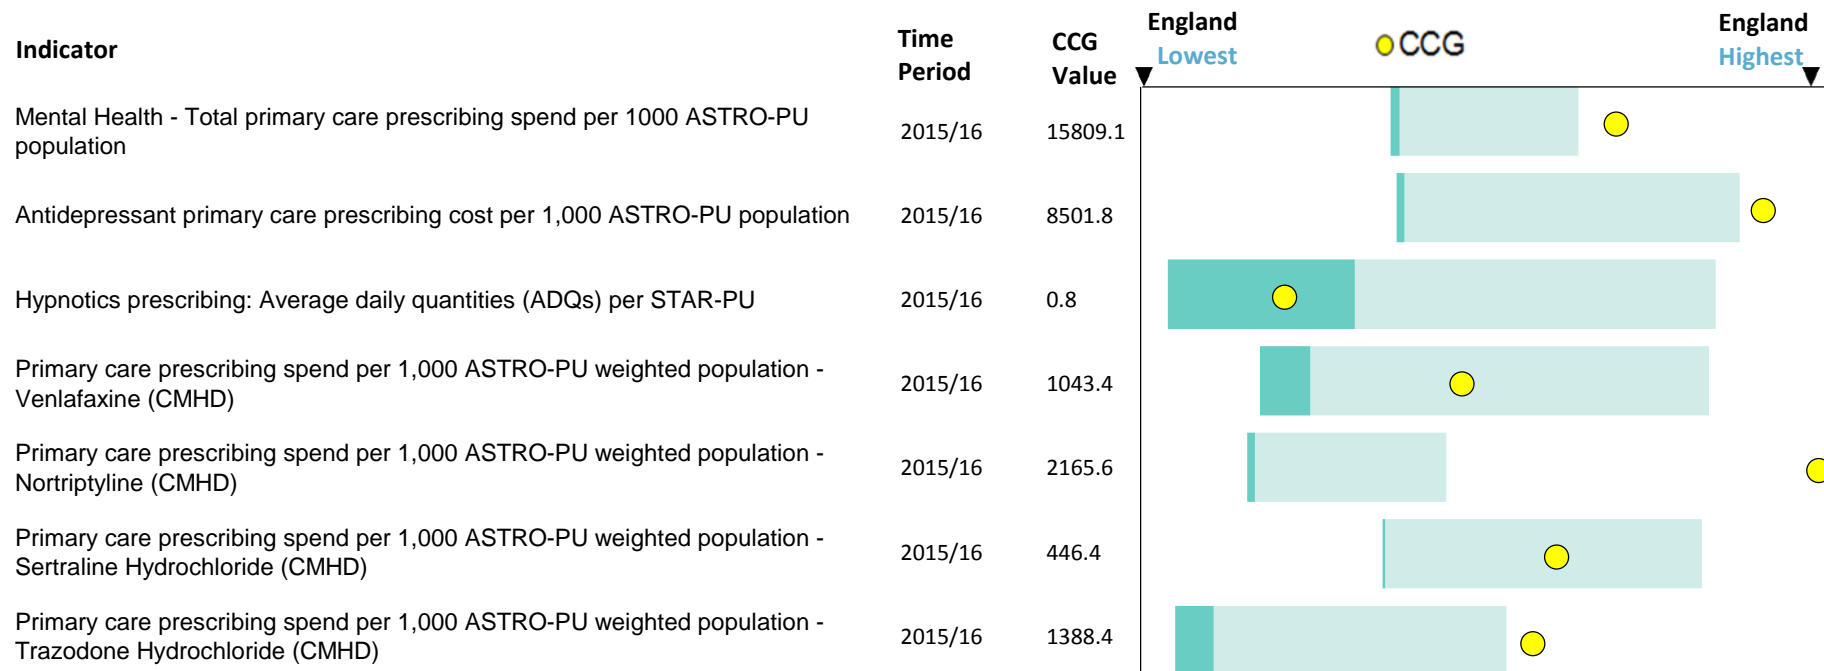 Indicator
Time
Period
CCG
Value
England
Lowest
CCG
England
Highest
Mental Health - Total primary care prescribing spend per 1000 ASTRO-PU
population
2015/16
15809.1
Antidepressant primary care prescribing cost per 1,000 ASTRO-PU population
2015/16
8501.8
Hypnotics prescribing: Average daily quantities (ADQs) per STAR-PU
2015/16
0.8
Primary care prescribing spend per 1,000 ASTRO-PU weighted population -
Venlafaxine (CMHD)
2015/16
1043.4
Primary care prescribing spend per 1,000 ASTRO-PU weighted population -
Nortriptyline (CMHD)
2015/16
2165.6
Primary care prescribing spend per 1,000 ASTRO-PU weighted population -
Sertraline Hydrochloride (CMHD)
2015/16
446.4
Primary care prescribing spend per 1,000 ASTRO-PU weighted population -
Trazodone Hydrochloride (CMHD)
2015/16
1388.4